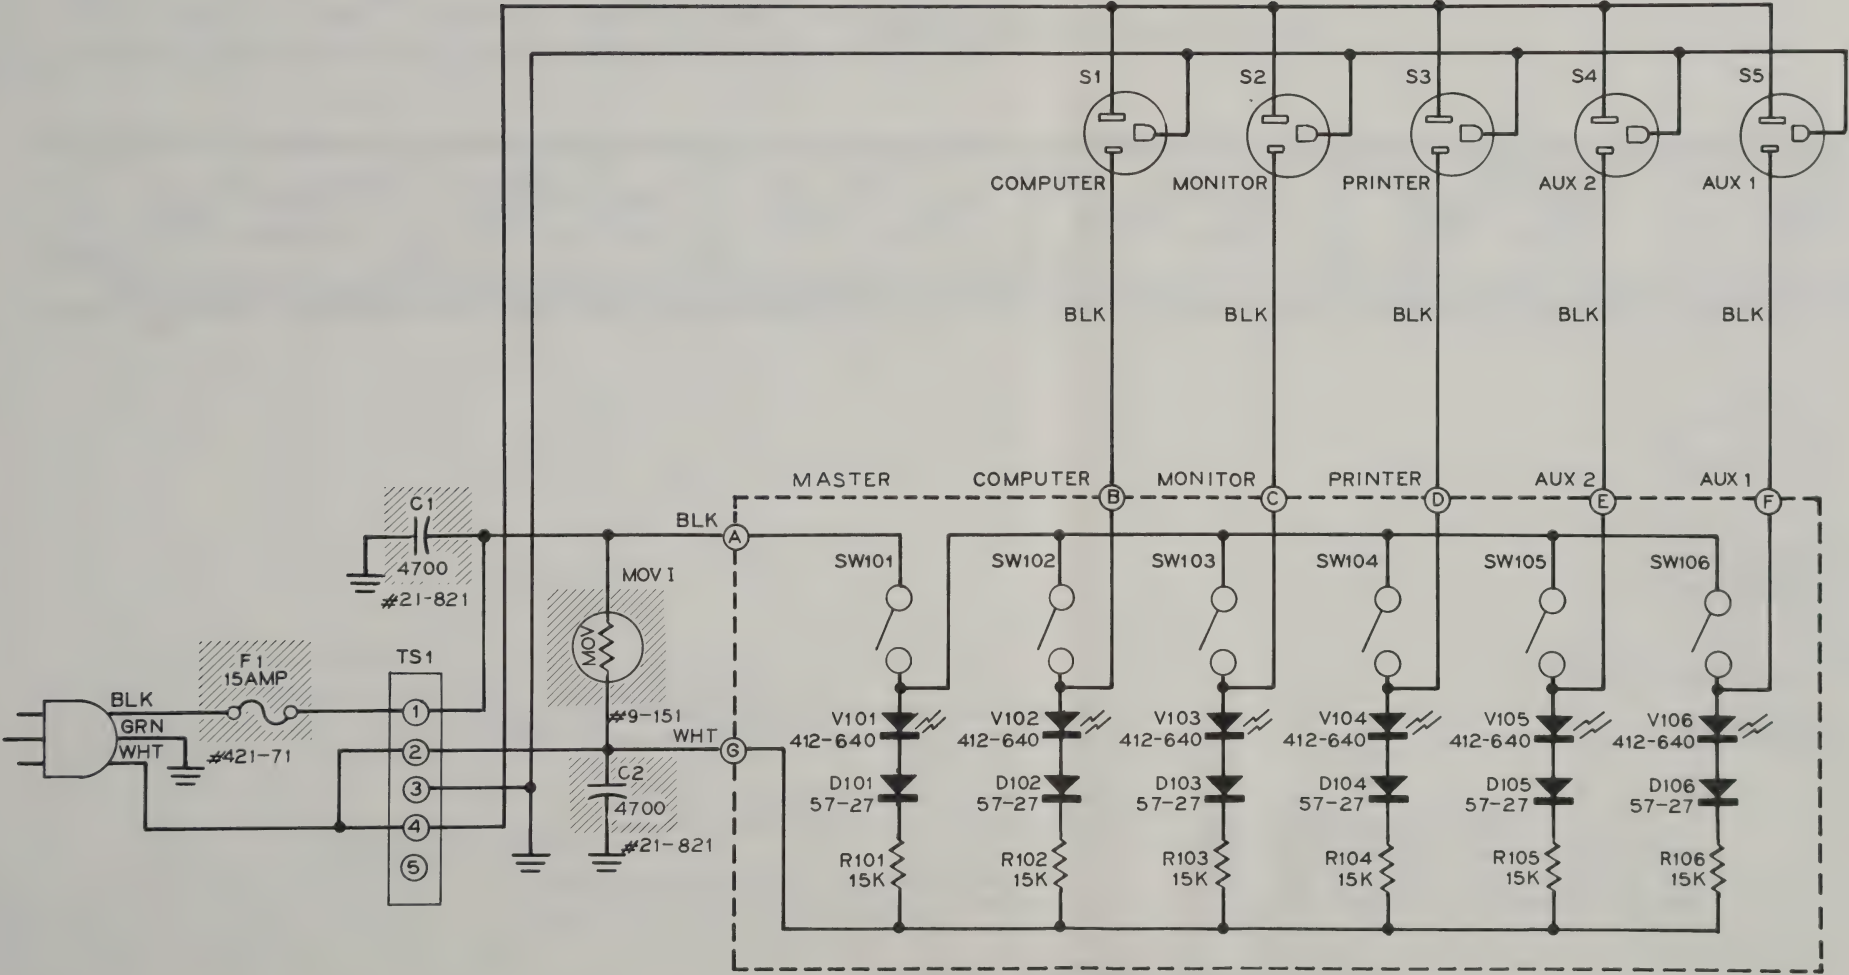 S1 S2 S3 S4 S5
COMPUTER MONITOR PRINTER AUX 2 AUX 1
BLK BLK BLK BLK BLK
MASTER COMPUTER MONITOR PRINTER AUX 2 AUX 1
B C D E F
C1
4700
#21-821
BLK A
MOV I
MOV
#9-151
SW101 SW102 SW103 SW104 SW105 SW106
F1
15AMP
#421-71
TS1
BLK
GRN
WHT
1
2
3
4
5
WHT G
C2
4700
#21-821
V101 V102 V103 V104 V105 V106
412-640 412-640 412-640 412-640 412-640 412-640
D101 D102 D103 D104 D105 D106
57-27 57-27 57-27 57-27 57-27 57-27
R101 R102 R103 R104 R105 R106
15K 15K 15K 15K 15K 15K